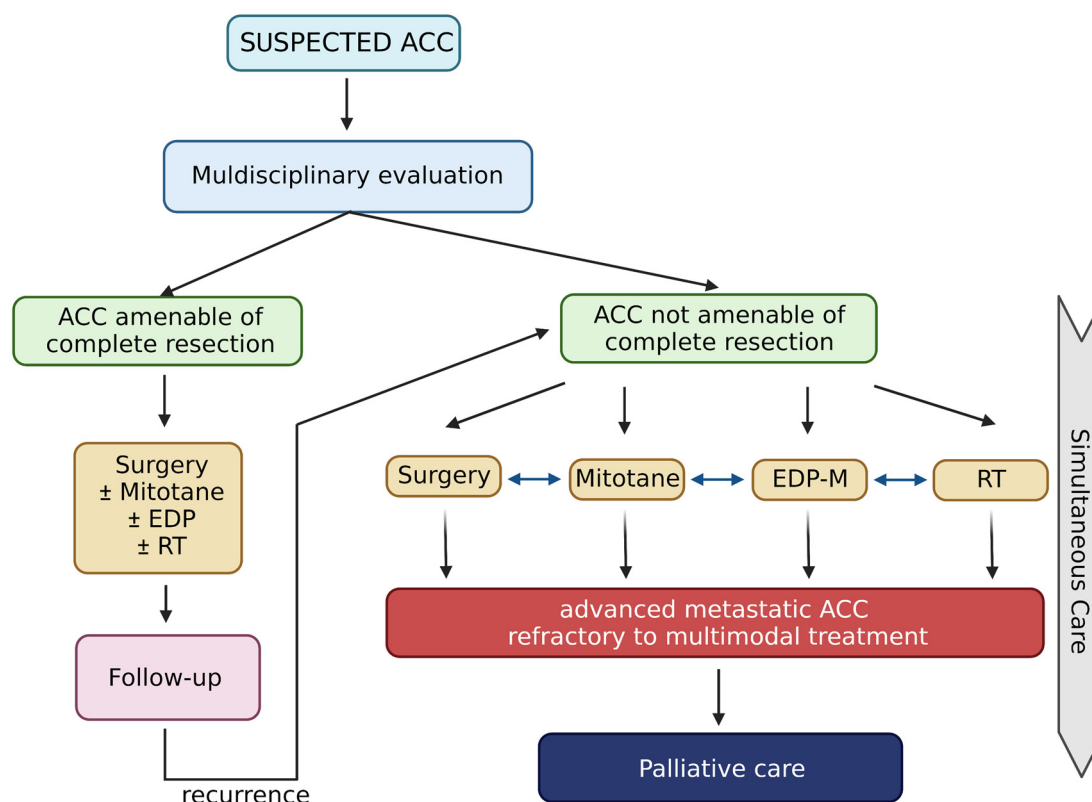 SUSPECTED ACC
Muldisciplinary evaluation
ACC amenable of
complete resection
ACC not amenable of
complete resection
Surgery
± Mitotane
± EDP
± RT
Surgery
Mitotane
EDP-M
RT
advanced metastatic ACC
refractory to multimodal treatment
Follow-up
Palliative care
recurrence
Simultaneous Care